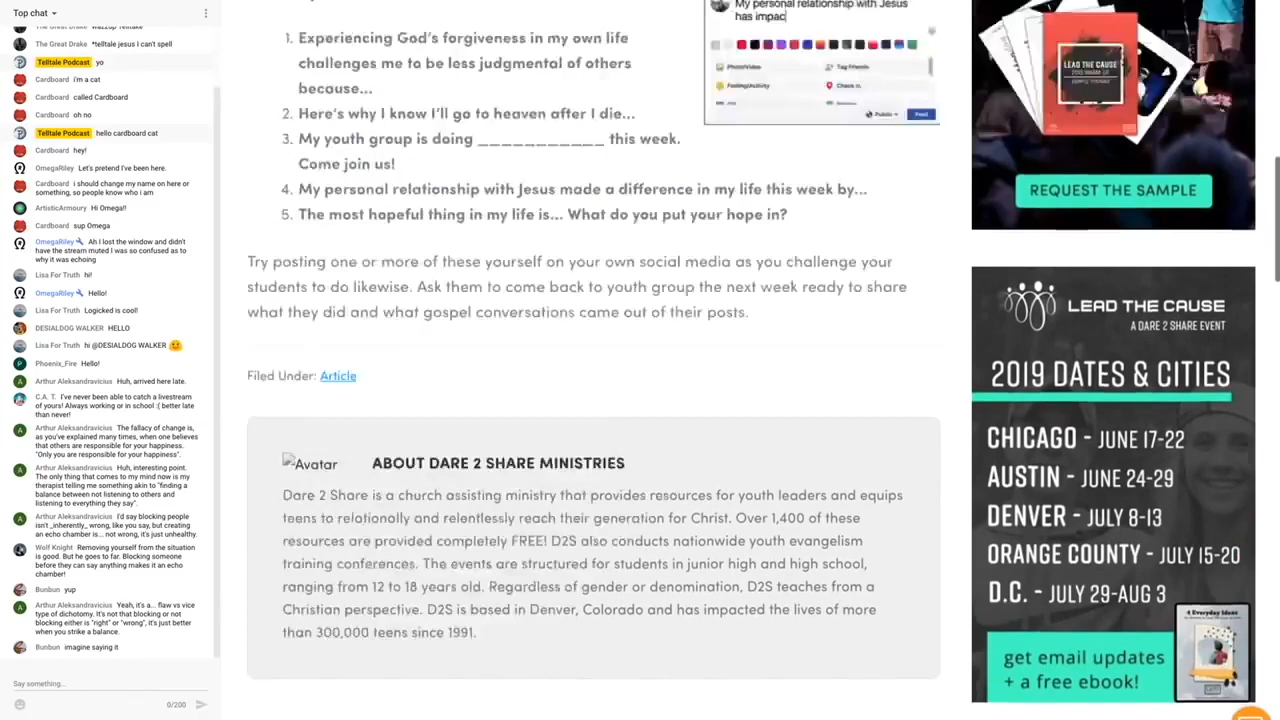 Top chat
The Great Drake wazzup Telltale
The Great Drake *telltale jesus I can't spell
Telltale Podcast yo
Cardboard i'm a cat
Cardboard called Cardboard
Cardboard oh no
Telltale Podcast hello cardboard cat
Cardboard hey!
OmegaRiley Let's pretend I've been here.
Cardboard i should change my name on here or
something, so people know who i am
ArtisticArmoury Hi Omega!!
Cardboard sup Omega
OmegaRiley Ah I lost the window and didn't
have the stream muted I was so confused as to
why it was echoing
Lisa For Truth hi!
OmegaRiley Hello!
Lisa For Truth Logicked is cool!
DESIALDOG WALKER HELLO
Lisa For Truth hi @DESIALDOG WALKER
Phoenix_Fire Hello!
Arthur Aleksandravicius Huh, arrived here late.
C.A. T. I've never been able to catch a livestream
of yours! Always working or in school :( better late
than never!
Arthur Aleksandravicius The fallacy of change is,
as you've explained many times, when one believes
that others are responsible for your happiness.
"Only you are responsible for your happiness".
Arthur Aleksandravicius Huh, interesting point.
The only thing that comes to my mind now is my
therapist telling me something akin to "finding a
balance between not listening to others and
listening to everything they say".
Arthur Aleksandravicius I'd say blocking people
isn't _inherently_ wrong, like you say, but creating
an echo chamber is... not wrong, it's just unhealthy.
Wolf Knight Removing yourself from the situation
is good. But he goes to far. Blocking someone
before they can say anything makes it an echo
chamber!
Bunbun yup
Arthur Aleksandravicius Yeah, it's a... flaw vs vice
type of dichotomy. It's not that blocking or not
blocking either is "right" or "wrong", it's just better
when you strike a balance.
Bunbun imagine saying it
Say something...
0/200
1. Experiencing God's forgiveness in my own life
challenges me to be less judgmental of others
because...
2. Here's why I know I'll go to heaven after I die...
3. My youth group is doing ___________ this week.
Come join us!
4. My personal relationship with Jesus made a difference in my life this week by...
5. The most hopeful thing in my life is... What do you put your hope in?
My personal relationship with Jesus
has impac
Photo/Video
Tag Friends
Feeling/Activity
Check in
Public
Post
Try posting one or more of these yourself on your own social media as you challenge your
students to do likewise. Ask them to come back to youth group the next week ready to share
what they did and what gospel conversations came out of their posts.
Filed Under: Article
Avatar
ABOUT DARE 2 SHARE MINISTRIES
Dare 2 Share is a church assisting ministry that provides resources for youth leaders and equips
teens to relationally and relentlessly reach their generation for Christ. Over 1,400 of these
resources are provided completely FREE! D2S also conducts nationwide youth evangelism
training conferences. The events are structured for students in junior high and high school,
ranging from 12 to 18 years old. Regardless of gender or denomination, D2S teaches from a
Christian perspective. D2S is based in Denver, Colorado and has impacted the lives of more
than 300,000 teens since 1991.
LEAD THE CAUSE
REQUEST THE SAMPLE
LEAD THE CAUSE
A DARE 2 SHARE EVENT
2019 DATES & CITIES
CHICAGO - JUNE 17-22
AUSTIN - JUNE 24-29
DENVER - JULY 8-13
ORANGE COUNTY - JULY 15-20
D.C. - JULY 29-AUG 3
get email updates
+ a free ebook!
4 Everyday Ideas